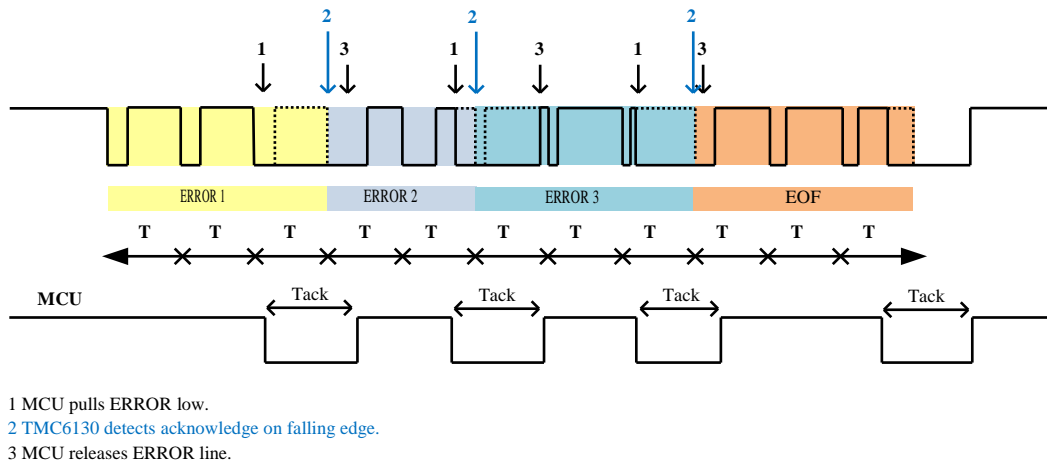 2 2 2
1 3 1 3 1 3
ERROR 1 ERROR 2 ERROR 3 EOF
T T T T T T T T T T T
MCU Tack Tack Tack Tack
1 MCU pulls ERROR low.
2 TMC6130 detects acknowledge on falling edge.
3 MCU releases ERROR line.